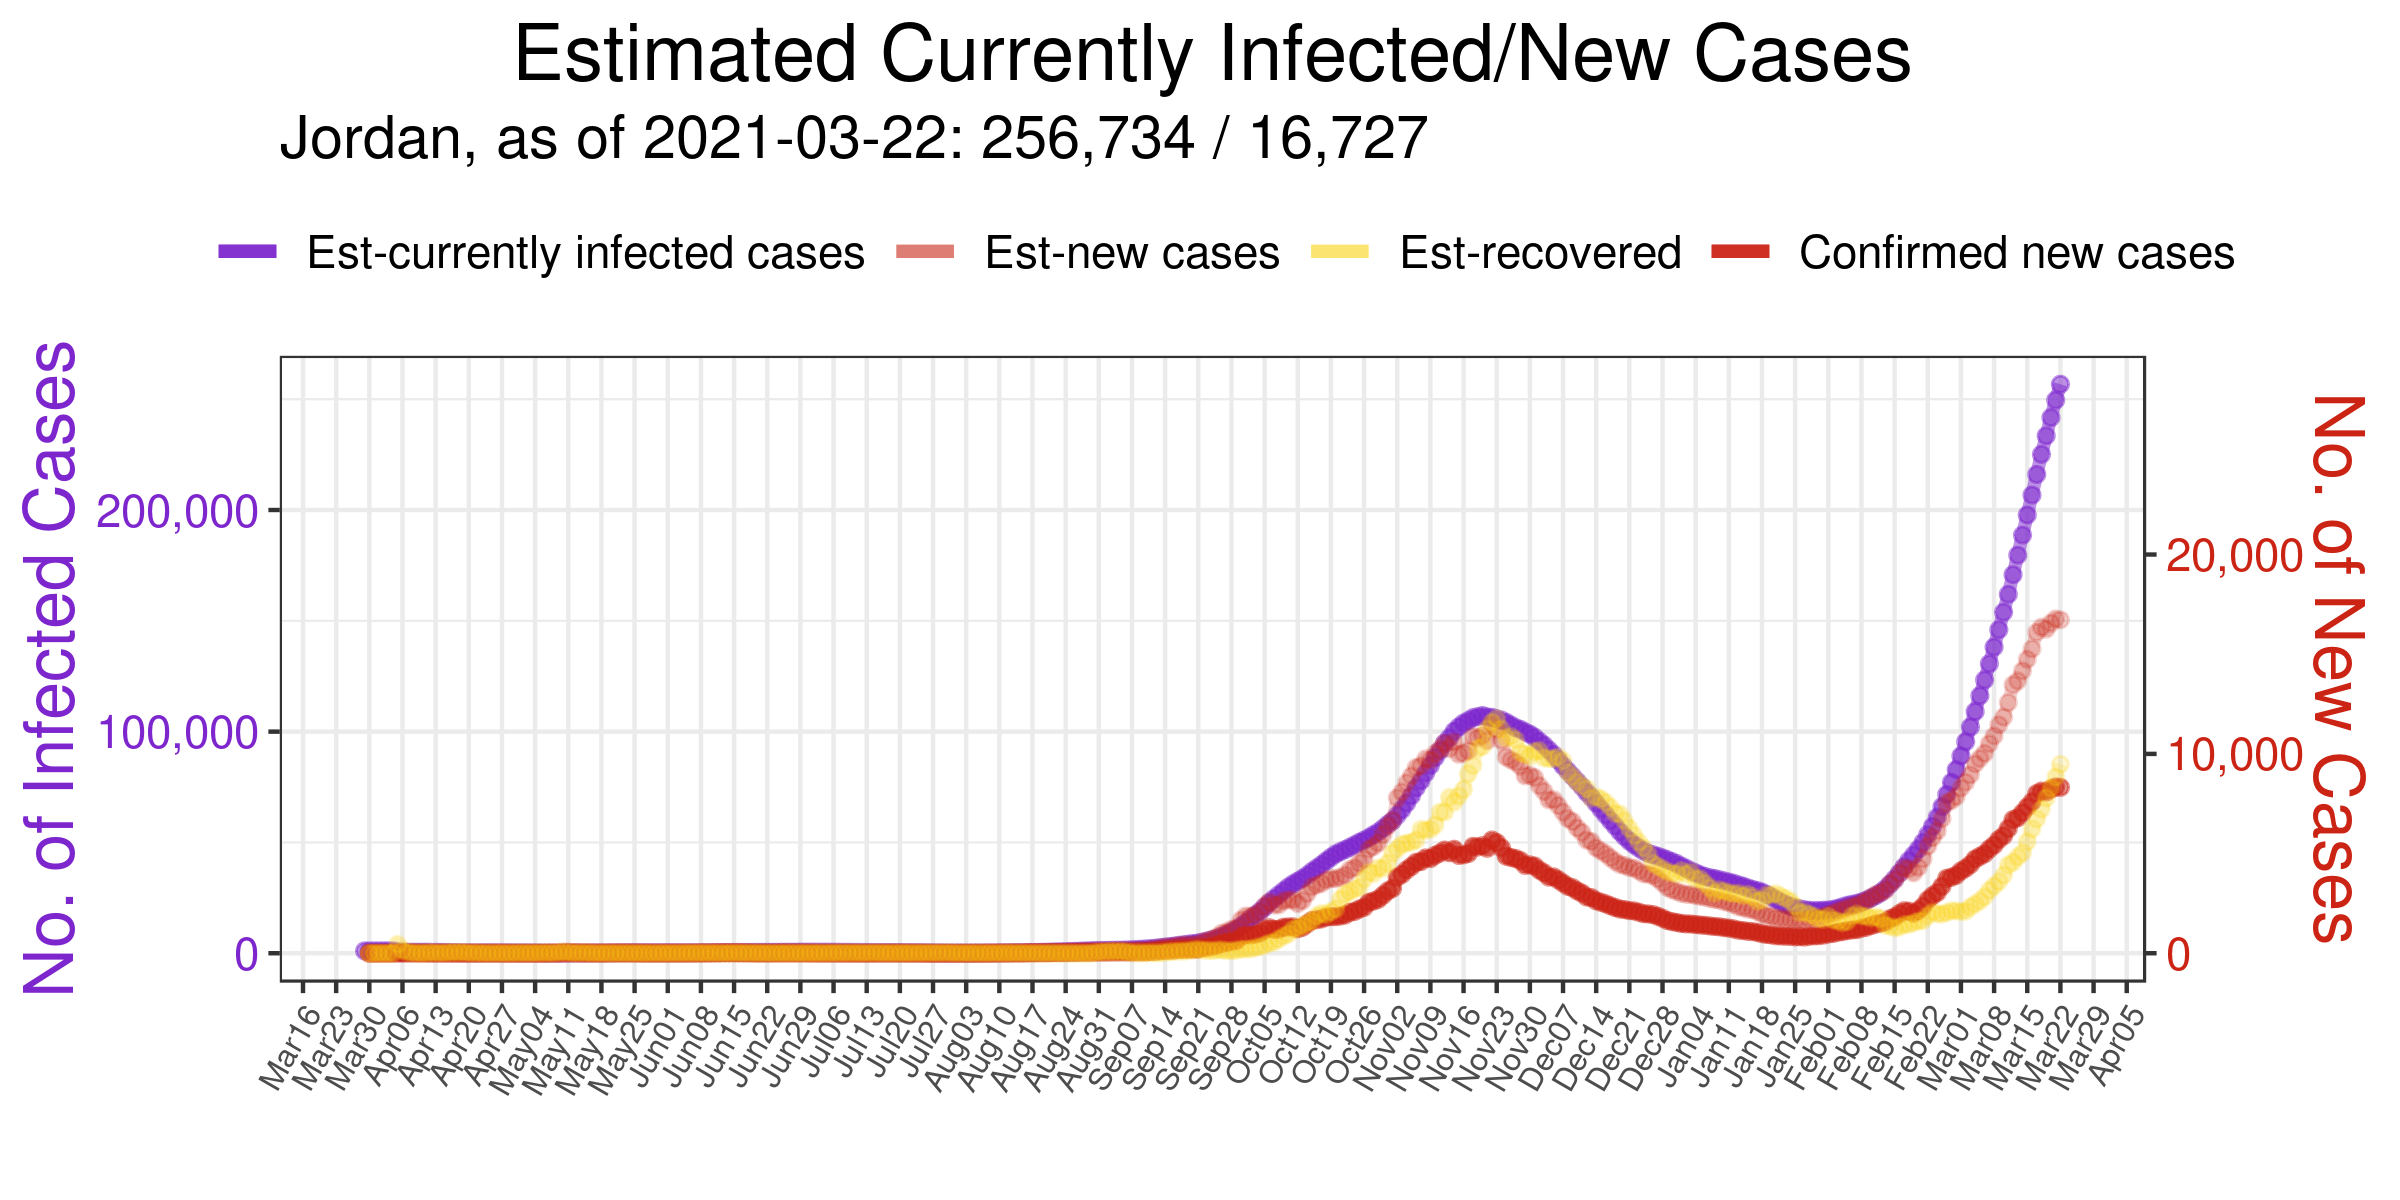 Estimated Currently Infected/New Cases
Jordan, as of 2021-03-22: 256,734 / 16,727
Est-currently infected cases Est-new cases Est-recovered Confirmed new cases
No. of Infected Cases
200,000
100,000
0
20,000
10,000
0
No. of New Cases
Mar16
Mar23
Mar30
Apr06
Apr13
Apr20
Apr27
May04
May11
May18
May25
Jun01
Jun08
Jun15
Jun22
Jun29
Jul06
Jul13
Jul20
Jul27
Aug03
Aug10
Aug17
Aug24
Aug31
Sep07
Sep14
Sep21
Sep28
Oct05
Oct12
Oct19
Oct26
Nov02
Nov09
Nov16
Nov23
Nov30
Dec07
Dec14
Dec21
Dec28
Jan04
Jan11
Jan18
Jan25
Feb01
Feb08
Feb15
Feb22
Mar01
Mar08
Mar15
Mar22
Mar29
Apr05